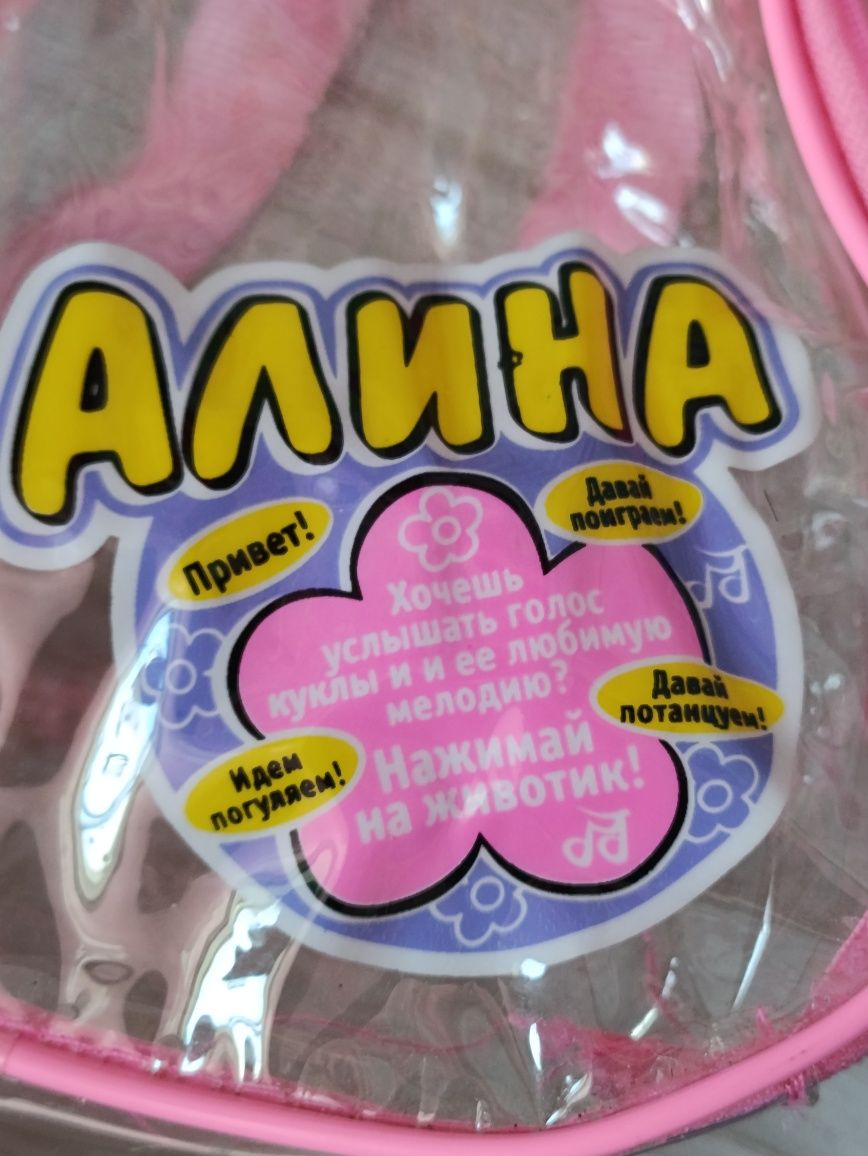 АЛИНА
Привет!
Давай
поиграем!
Хочешь
услышать голос
куклы и и ее любимую
мелодию?
Нажимай
на животик!
Давай
потанцуем!
Идем
погуляем!